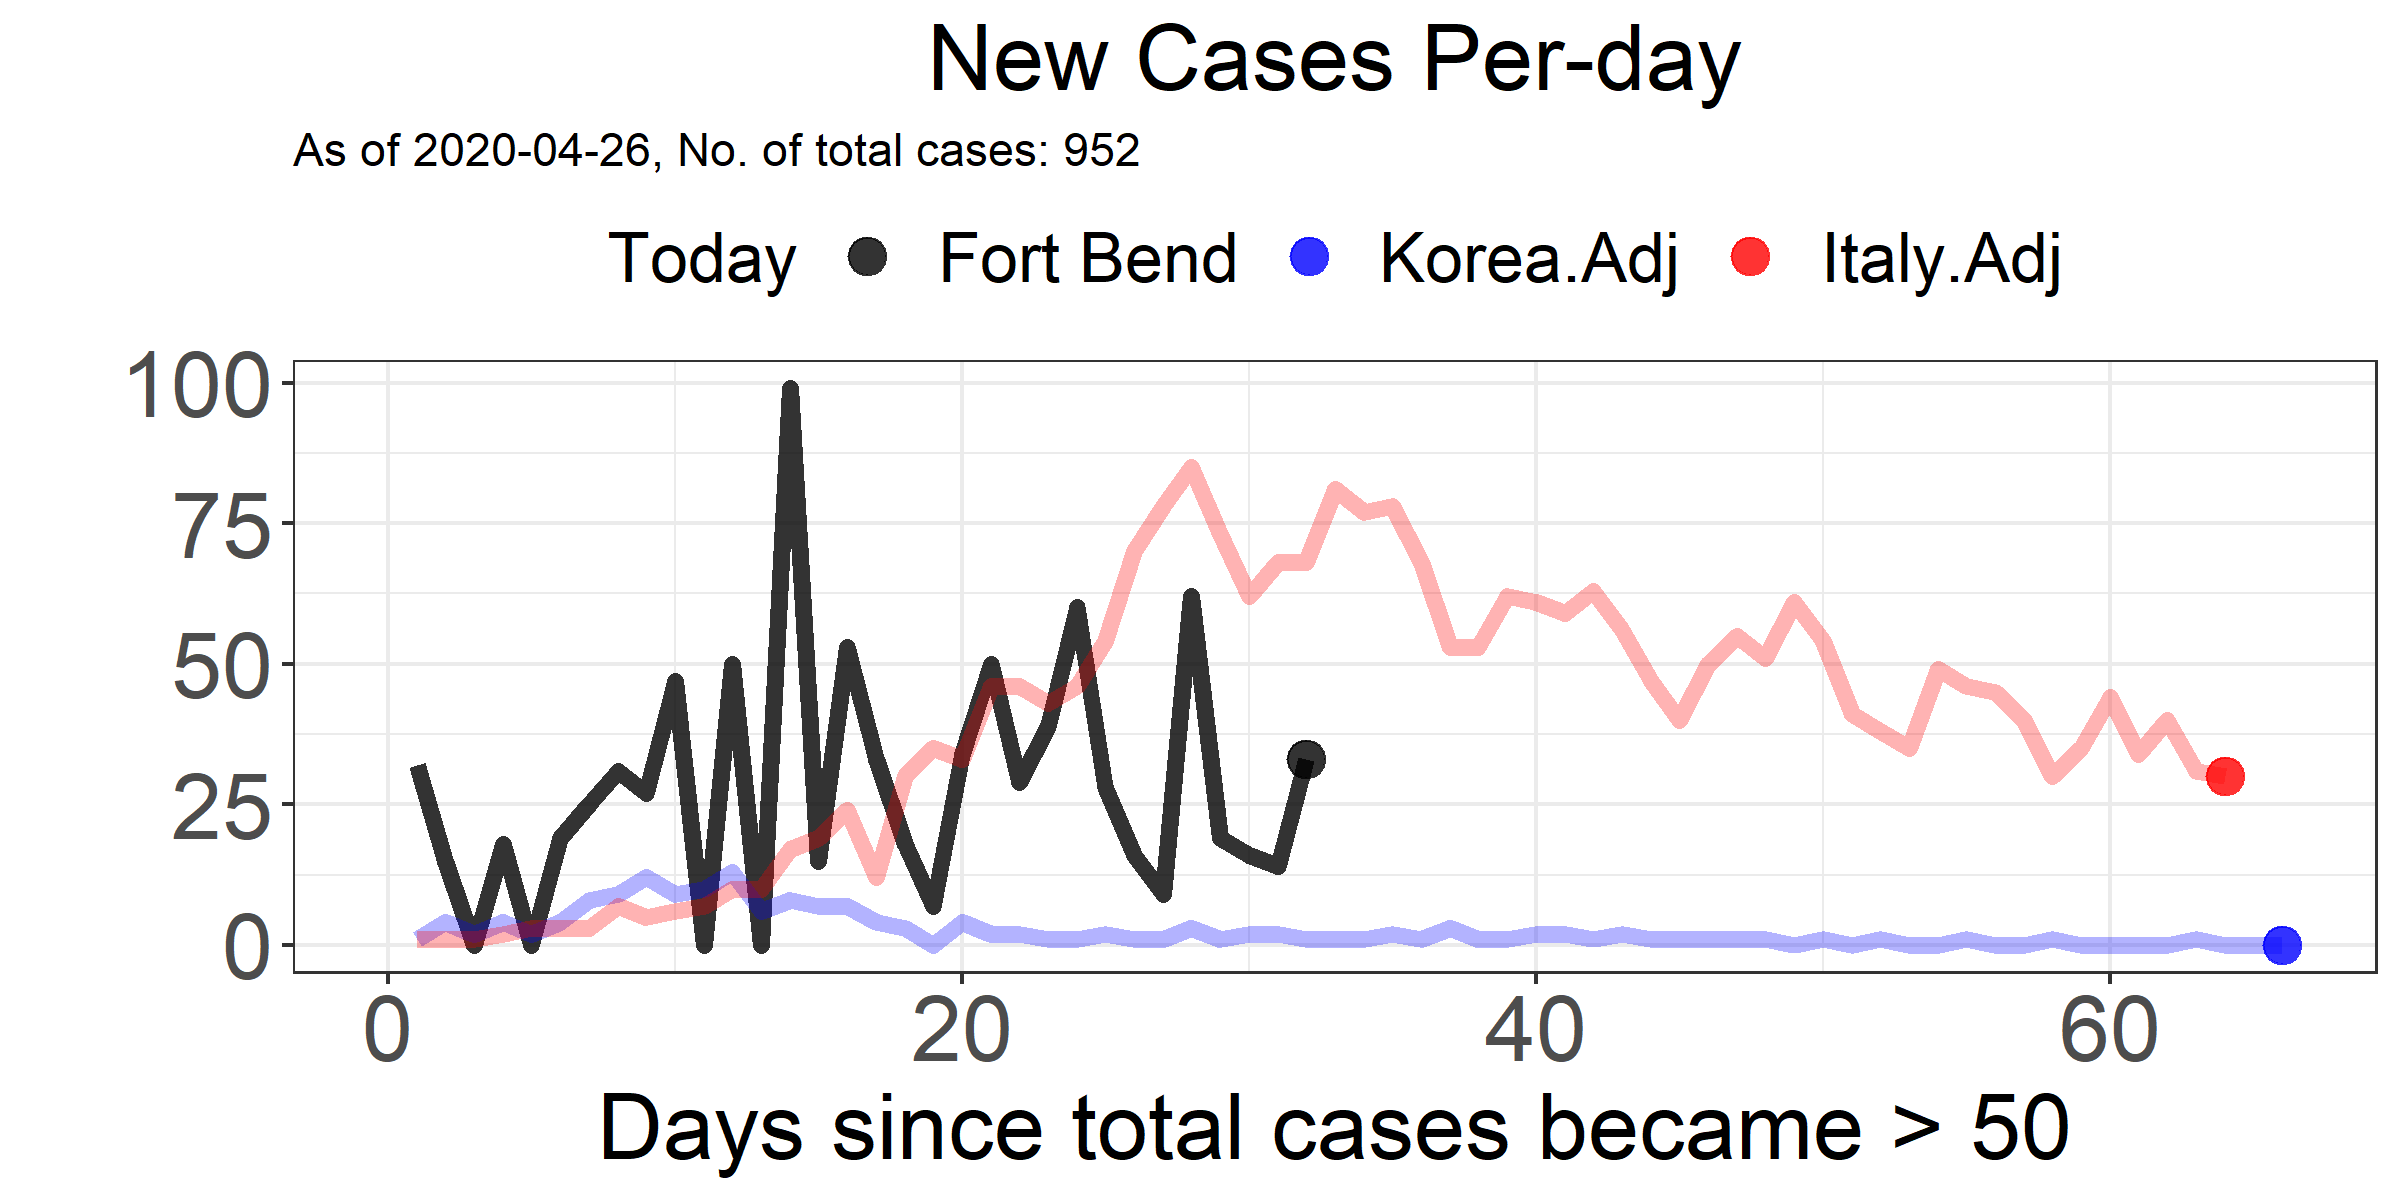 New Cases Per-day
As of 2020-04-26, No. of total cases: 952
Today Fort Bend Korea.Adj Italy.Adj
100
75
50
25
0
0 20 40 60
Days since total cases became > 50